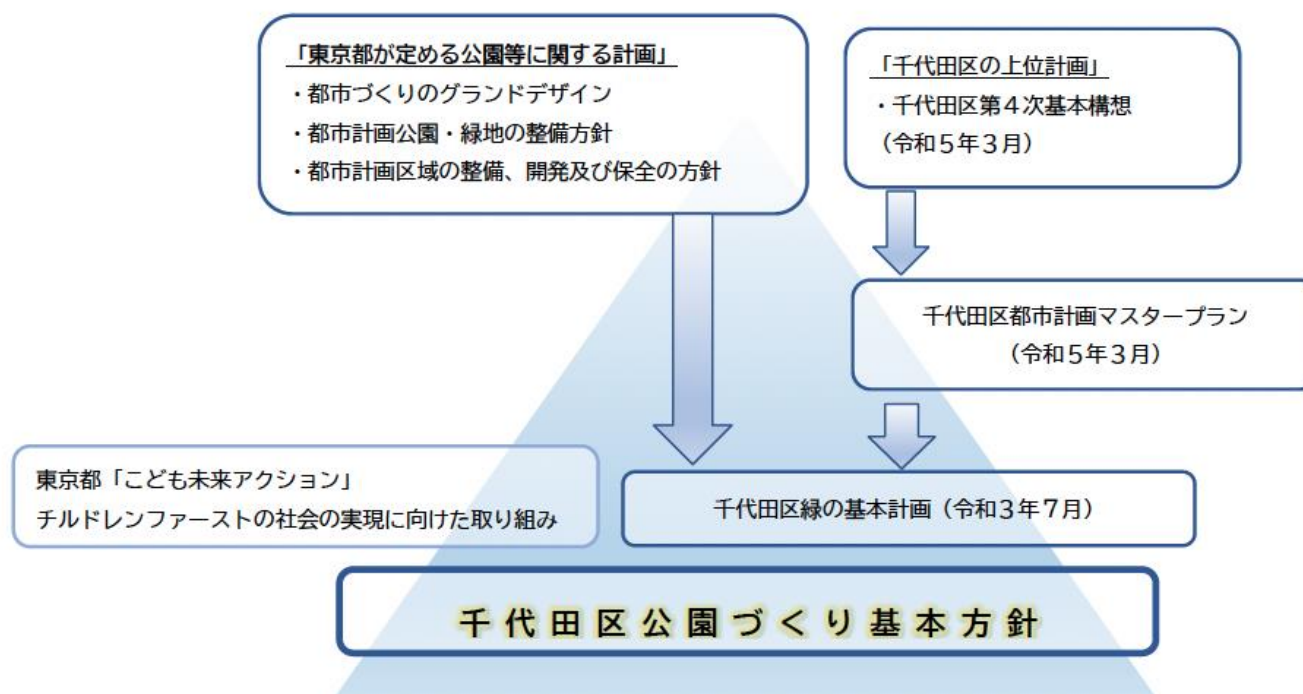 「東京都が定める公園等に関する計画」
・都市づくりのグランドデザイン
・都市計画公園・緑地の整備方針
・都市計画区域の整備、開発及び保全の方針
「千代田区の上位計画」
・千代田区第４次基本構想
（令和５年３月）
千代田区都市計画マスタープラン
（令和５年３月）
東京都「こども未来アクション」
チルドレンファーストの社会の実現に向けた取り組み
千代田区緑の基本計画（令和３年７月）
千代田区公園づくり基本方針